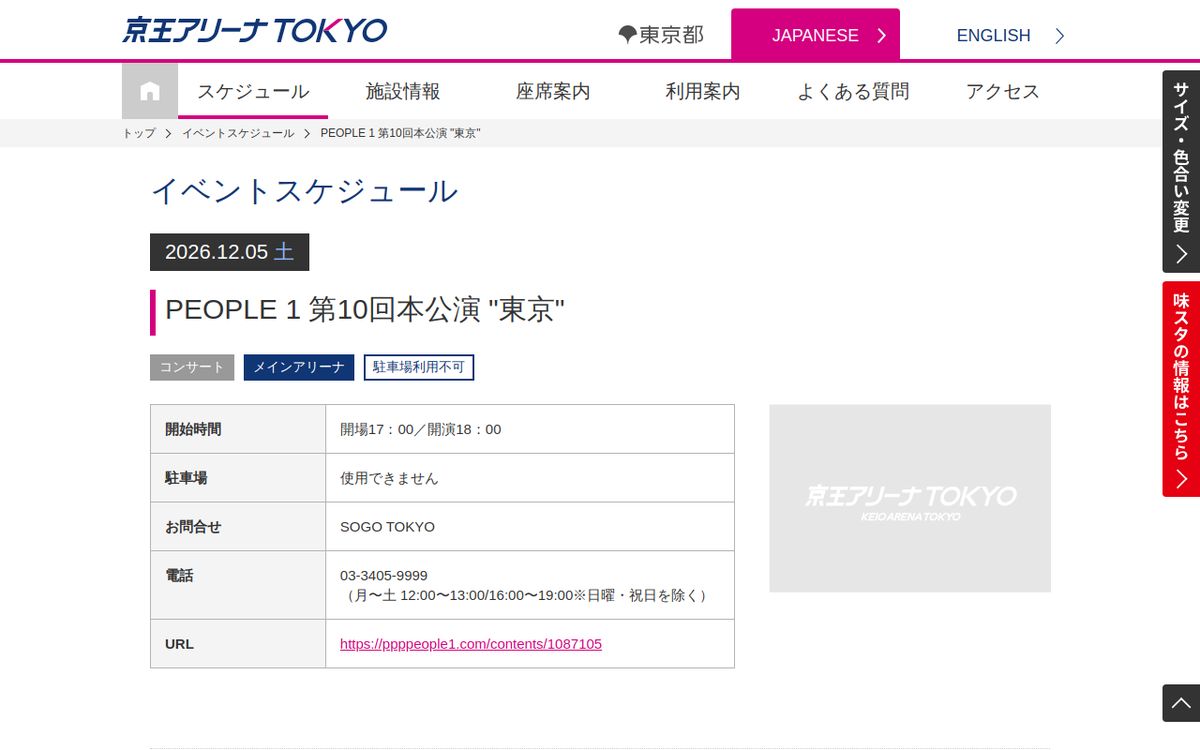 京王アリーナ TOKYO
東京都
JAPANESE
ENGLISH
スケジュール
施設情報
座席案内
利用案内
よくある質問
アクセス
トップ
イベントスケジュール
PEOPLE 1 第10回本公演 "東京"
イベントスケジュール
2026.12.05 土
PEOPLE 1 第10回本公演 "東京"
コンサート
メインアリーナ
駐車場利用不可
開始時間
開場17：00／開演18：00
駐車場
使用できません
お問合せ
SOGO TOKYO
電話
03-3405-9999
（月〜土 12:00〜13:00/16:00〜19:00※日曜・祝日を除く）
URL
https://ppppeople1.com/contents/1087105
京王アリーナ TOKYO
KEIO ARENA TOKYO
サイズ・色合い変更
味スタの情報はこちら